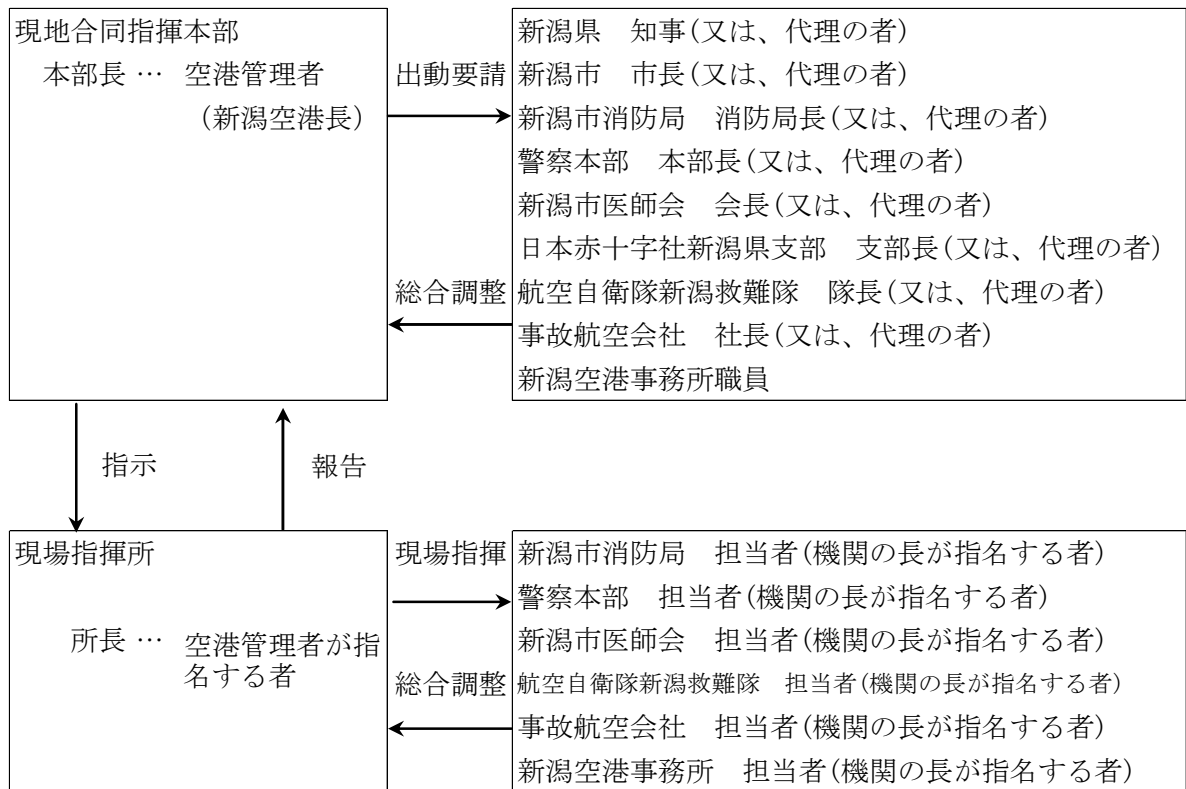 現地合同指揮本部
本部長 … 空港管理者
(新潟空港長)
出動要請
総合調整
新潟県　知事(又は、代理の者)
新潟市　市長(又は、代理の者)
新潟市消防局　消防局長(又は、代理の者)
警察本部　本部長(又は、代理の者)
新潟市医師会　会長(又は、代理の者)
日本赤十字社新潟県支部　支部長(又は、代理の者)
航空自衛隊新潟救難隊　隊長(又は、代理の者)
事故航空会社　社長(又は、代理の者)
新潟空港事務所職員
指示
報告
現場指揮所
所長 … 空港管理者が指
名する者
現場指揮
総合調整
新潟市消防局　担当者(機関の長が指名する者)
警察本部　担当者(機関の長が指名する者)
新潟市医師会　担当者(機関の長が指名する者)
航空自衛隊新潟救難隊　担当者(機関の長が指名する者)
事故航空会社　担当者(機関の長が指名する者)
新潟空港事務所　担当者(機関の長が指名する者)